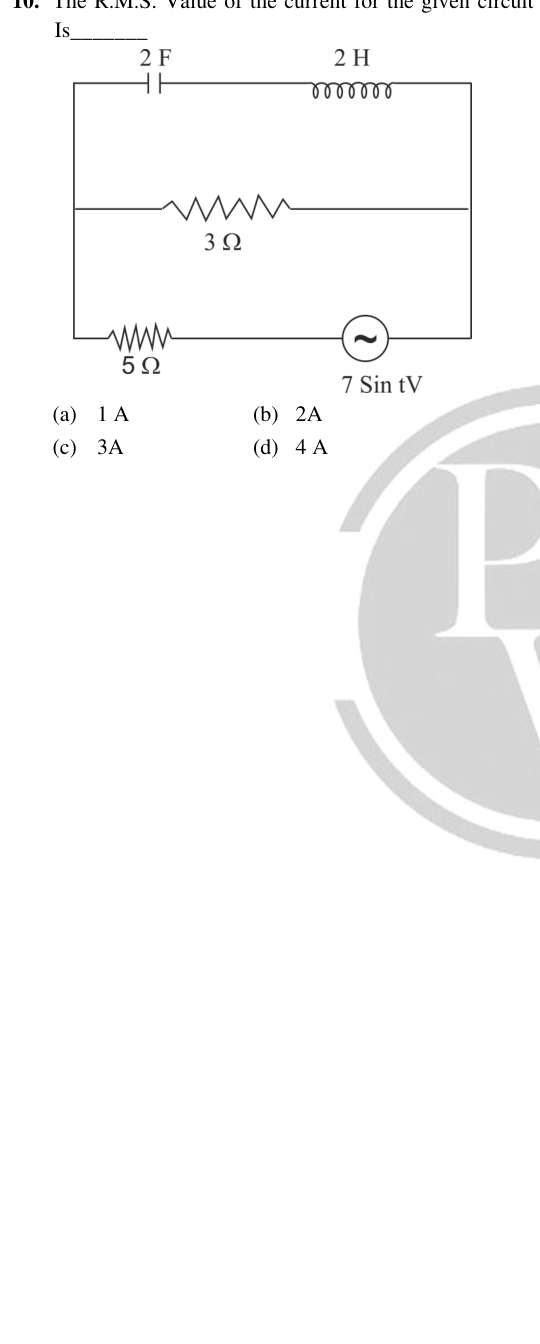 10. The R.M.S. Value of the current for the given circuit
Is_______
2 F 2 H
3 Ω
5 Ω
7 Sin tV
(a) 1 A (b) 2A
(c) 3A (d) 4 A
P